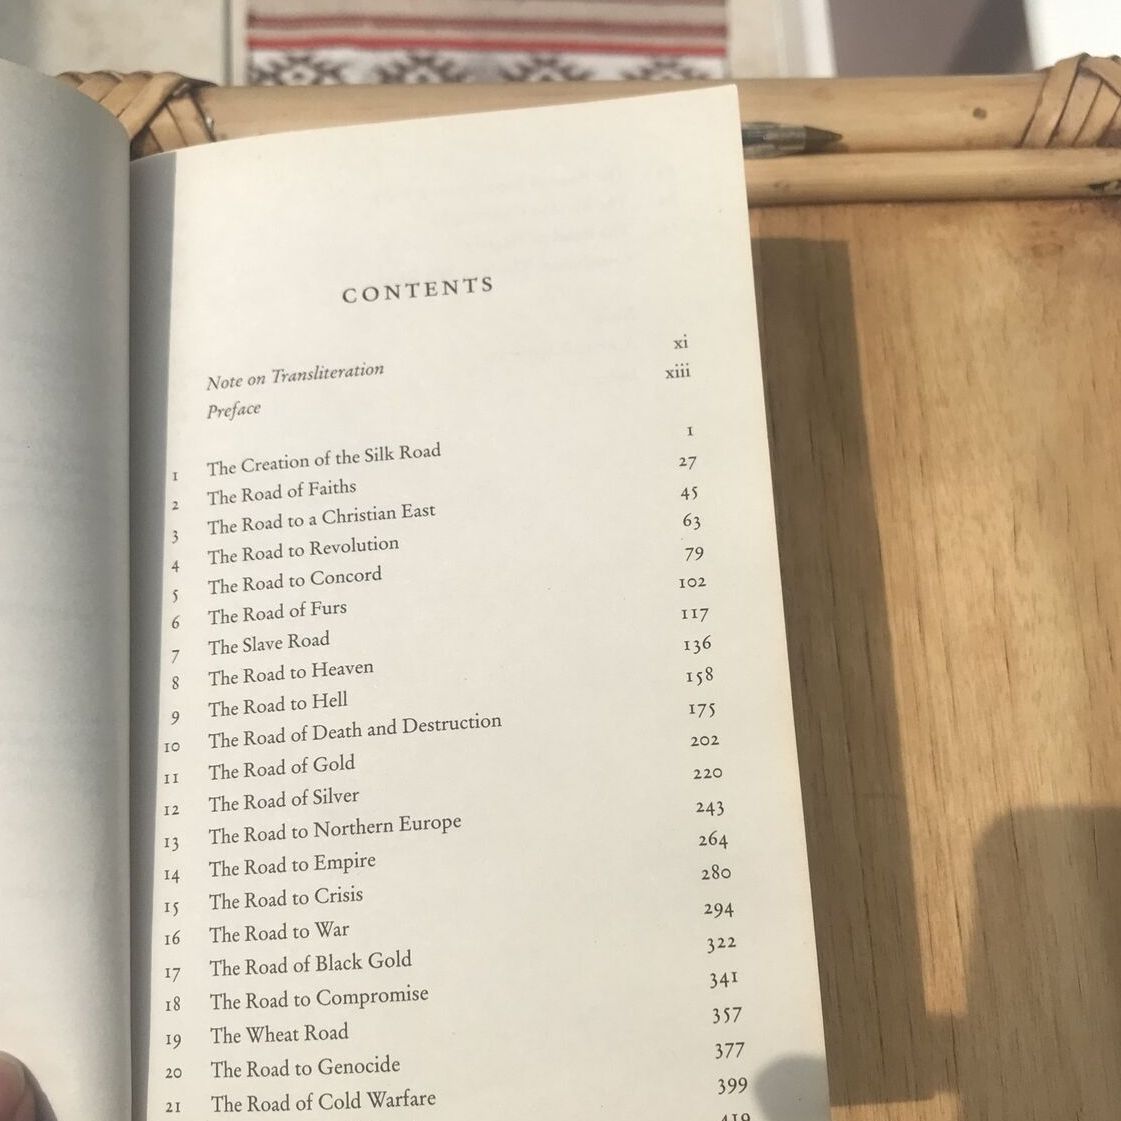 CONTENTS
Note on Transliteration xi
Preface xiii
1 The Creation of the Silk Road 1
2 The Road of Faiths 27
3 The Road to a Christian East 45
4 The Road to Revolution 63
5 The Road to Concord 79
6 The Road of Furs 102
7 The Slave Road 117
8 The Road to Heaven 136
9 The Road to Hell 158
10 The Road of Death and Destruction 175
11 The Road of Gold 202
12 The Road of Silver 220
13 The Road to Northern Europe 243
14 The Road to Empire 264
15 The Road to Crisis 280
16 The Road to War 294
17 The Road of Black Gold 322
18 The Road to Compromise 341
19 The Wheat Road 357
20 The Road to Genocide 377
21 The Road of Cold Warfare 399
419